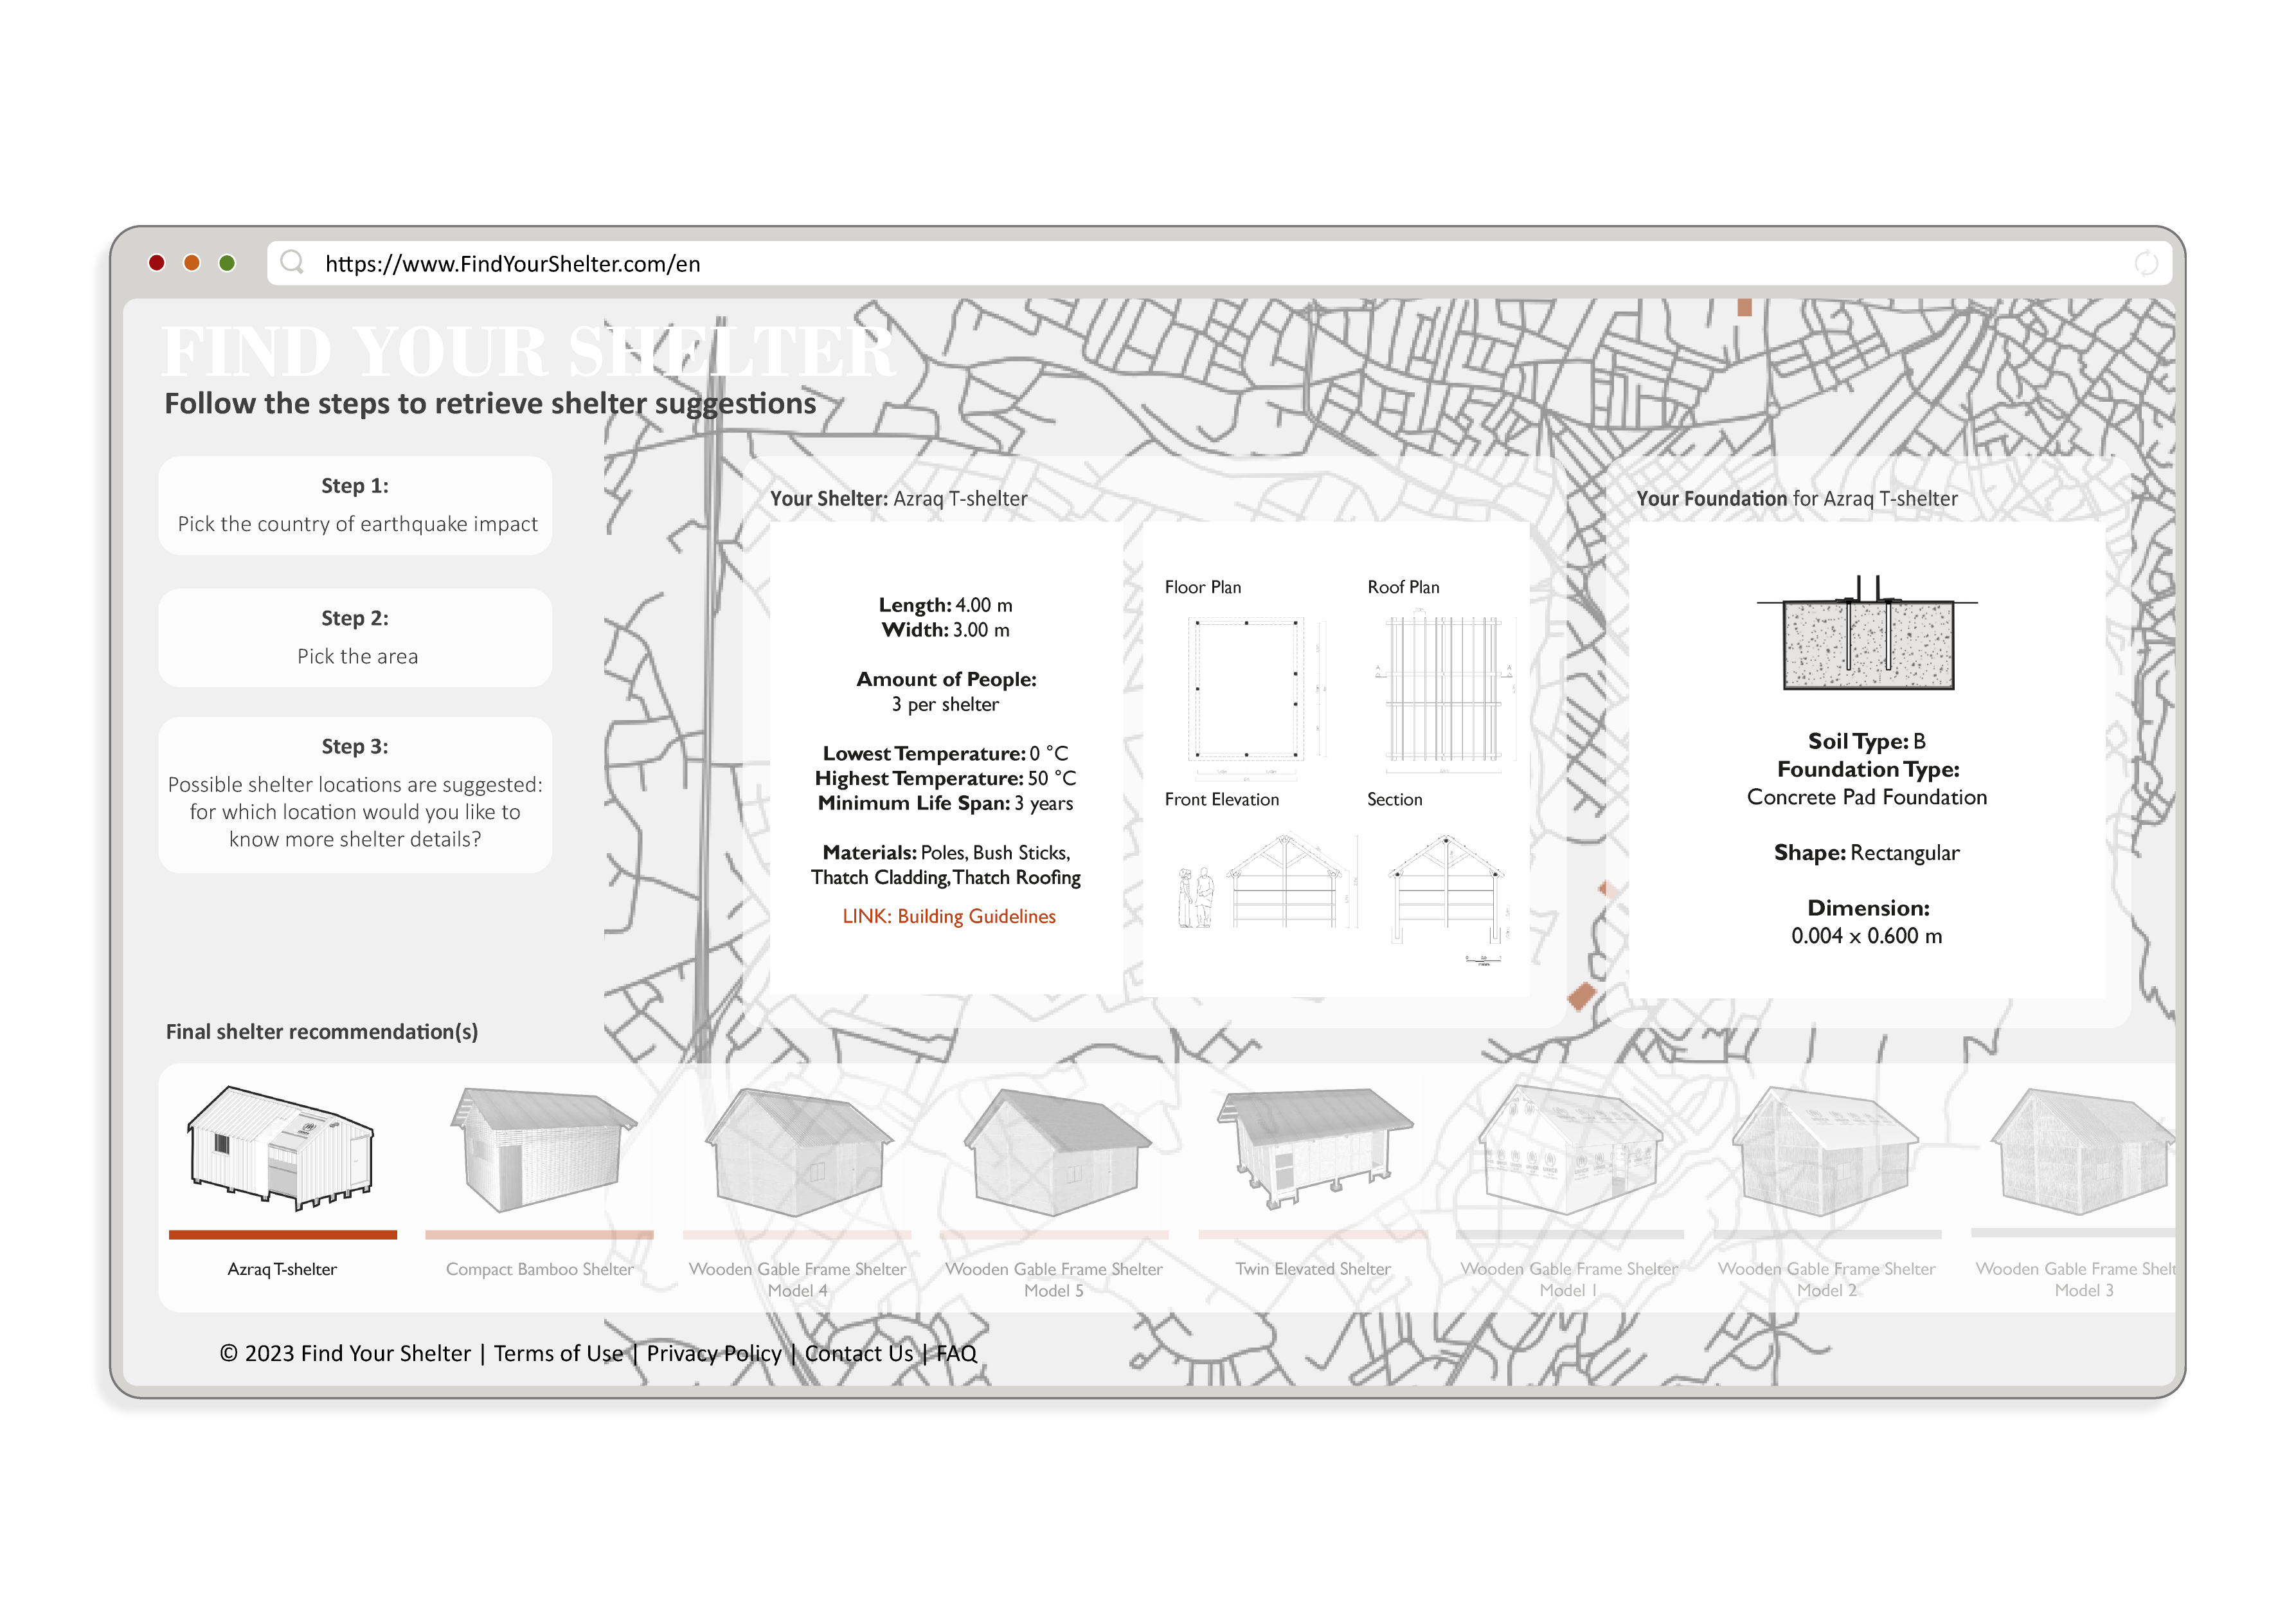 https://www.FindYourShelter.com/en
FIND YOUR SHELTER
Follow the steps to retrieve shelter suggestions
Step 1:
Pick the country of earthquake impact
Step 2:
Pick the area
Step 3:
Possible shelter locations are suggested:
for which location would you like to
know more shelter details?
Your Shelter: Azraq T-shelter
Length: 4.00 m
Width: 3.00 m
Amount of People:
3 per shelter
Lowest Temperature: 0 °C
Highest Temperature: 50 °C
Minimum Life Span: 3 years
Materials: Poles, Bush Sticks,
Thatch Cladding, Thatch Roofing
LINK: Building Guidelines
Floor Plan
Roof Plan
A
A
Front Elevation
Section
Your Foundation for Azraq T-shelter
Soil Type: B
Foundation Type:
Concrete Pad Foundation
Shape: Rectangular
Dimension:
0.004 x 0.600 m
Final shelter recommendation(s)
Azraq T-shelter
Compact Bamboo Shelter
Wooden Gable Frame Shelter
Model 4
Wooden Gable Frame Shelter
Model 5
Twin Elevated Shelter
Wooden Gable Frame Shelter
Model 1
Wooden Gable Frame Shelter
Model 2
Wooden Gable Frame Shelt
Model 3
© 2023 Find Your Shelter | Terms of Use | Privacy Policy | Contact Us | FAQ